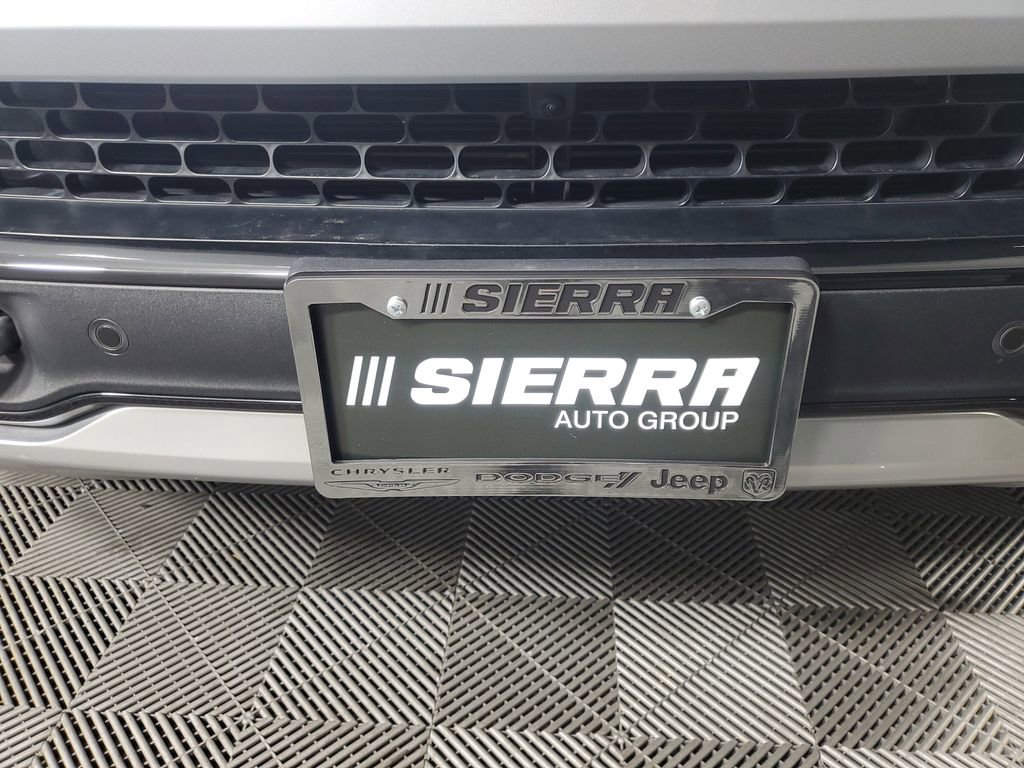 SIERRA
SIERRA
AUTO GROUP
CHRYSLER
DODGE Jeep